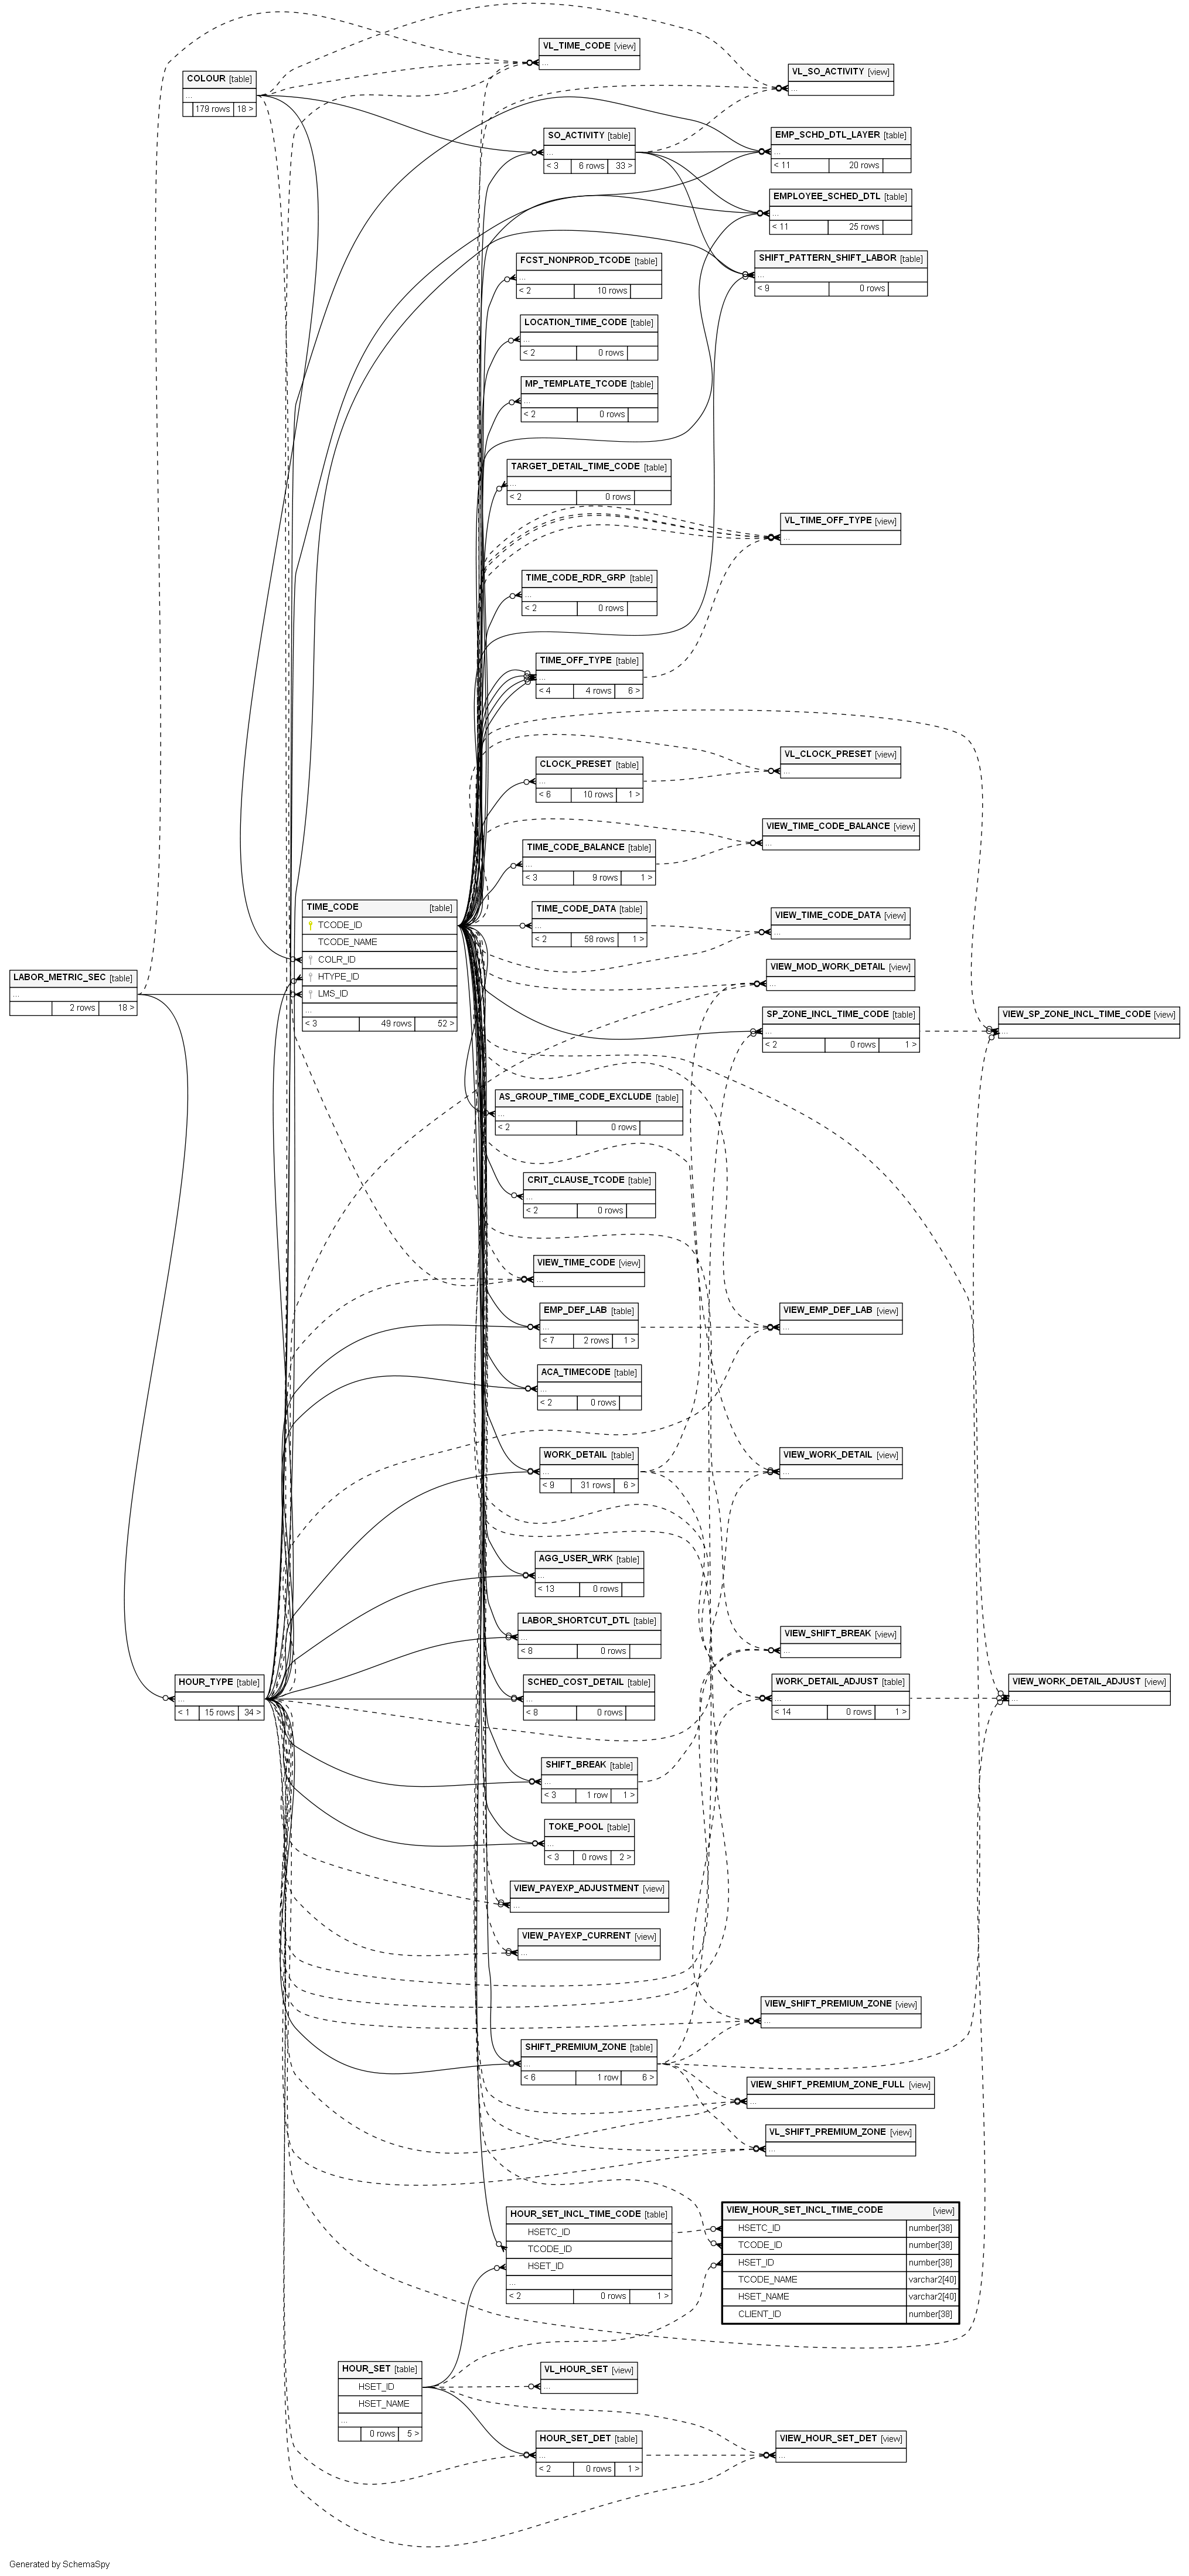 VL_TIME_CODE [view]
...
VL_SO_ACTIVITY [view]
...
COLOUR [table]
...
179 rows 18 >
SO_ACTIVITY [table]
...
< 3 6 rows 33 >
EMP_SCHD_DTL_LAYER [table]
...
< 11 20 rows
EMPLOYEE_SCHED_DTL [table]
...
< 11 25 rows
SHIFT_PATTERN_SHIFT_LABOR [table]
...
< 9 0 rows
FCST_NONPROD_TCODE [table]
...
< 2 10 rows
LOCATION_TIME_CODE [table]
...
< 2 0 rows
MP_TEMPLATE_TCODE [table]
...
< 2 0 rows
TARGET_DETAIL_TIME_CODE [table]
...
< 2 0 rows
VL_TIME_OFF_TYPE [view]
...
TIME_CODE_RDR_GRP [table]
...
< 2 0 rows
TIME_OFF_TYPE [table]
...
< 4 4 rows 6 >
VL_CLOCK_PRESET [view]
...
CLOCK_PRESET [table]
...
< 6 10 rows 1 >
VIEW_TIME_CODE_BALANCE [view]
...
TIME_CODE_BALANCE [table]
...
< 3 9 rows 1 >
TIME_CODE [table]
TCODE_ID
TCODE_NAME
COLR_ID
HTYPE_ID
LMS_ID
...
< 3 49 rows 52 >
TIME_CODE_DATA [table]
...
< 2 58 rows 1 >
VIEW_TIME_CODE_DATA [view]
...
LABOR_METRIC_SEC [table]
...
2 rows 18 >
VIEW_MOD_WORK_DETAIL [view]
...
SP_ZONE_INCL_TIME_CODE [table]
...
< 2 0 rows 1 >
VIEW_SP_ZONE_INCL_TIME_CODE [view]
...
AS_GROUP_TIME_CODE_EXCLUDE [table]
...
< 2 0 rows
CRIT_CLAUSE_TCODE [table]
...
< 2 0 rows
VIEW_TIME_CODE [view]
...
EMP_DEF_LAB [table]
...
< 7 2 rows 1 >
VIEW_EMP_DEF_LAB [view]
...
ACA_TIMECODE [table]
...
< 2 0 rows
WORK_DETAIL [table]
...
< 9 31 rows 6 >
VIEW_WORK_DETAIL [view]
...
AGG_USER_WRK [table]
...
< 13 0 rows
LABOR_SHORTCUT_DTL [table]
...
< 8 0 rows
VIEW_SHIFT_BREAK [view]
...
HOUR_TYPE [table]
...
< 1 15 rows 34 >
SCHED_COST_DETAIL [table]
...
< 8 0 rows
WORK_DETAIL_ADJUST [table]
...
< 14 0 rows 1 >
VIEW_WORK_DETAIL_ADJUST [view]
...
SHIFT_BREAK [table]
...
< 3 1 row 1 >
TOKE_POOL [table]
...
< 3 0 rows 2 >
VIEW_PAYEXP_ADJUSTMENT [view]
...
VIEW_PAYEXP_CURRENT [view]
...
VIEW_SHIFT_PREMIUM_ZONE [view]
...
SHIFT_PREMIUM_ZONE [table]
...
< 6 1 row 6 >
VIEW_SHIFT_PREMIUM_ZONE_FULL [view]
...
VL_SHIFT_PREMIUM_ZONE [view]
...
HOUR_SET_INCL_TIME_CODE [table]
HSETC_ID
TCODE_ID
HSET_ID
...
< 2 0 rows 1 >
VIEW_HOUR_SET_INCL_TIME_CODE [view]
HSETC_ID number[38]
TCODE_ID number[38]
HSET_ID number[38]
TCODE_NAME varchar2[40]
HSET_NAME varchar2[40]
CLIENT_ID number[38]
HOUR_SET [table]
HSET_ID
HSET_NAME
...
0 rows 5 >
VL_HOUR_SET [view]
...
HOUR_SET_DET [table]
...
< 2 0 rows 1 >
VIEW_HOUR_SET_DET [view]
...
Generated by SchemaSpy